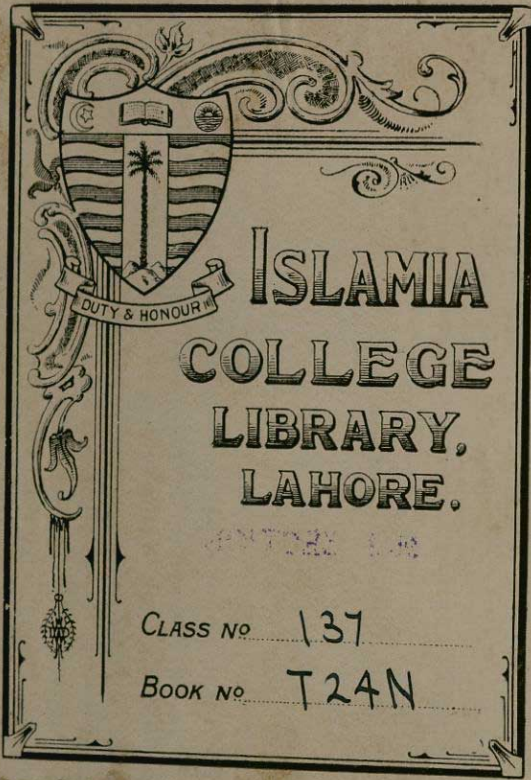 DUTY & HONOUR
ISLAMIA
COLLEGE
LIBRARY,
LAHORE.
CLASS Nº 137
BOOK Nº T24N